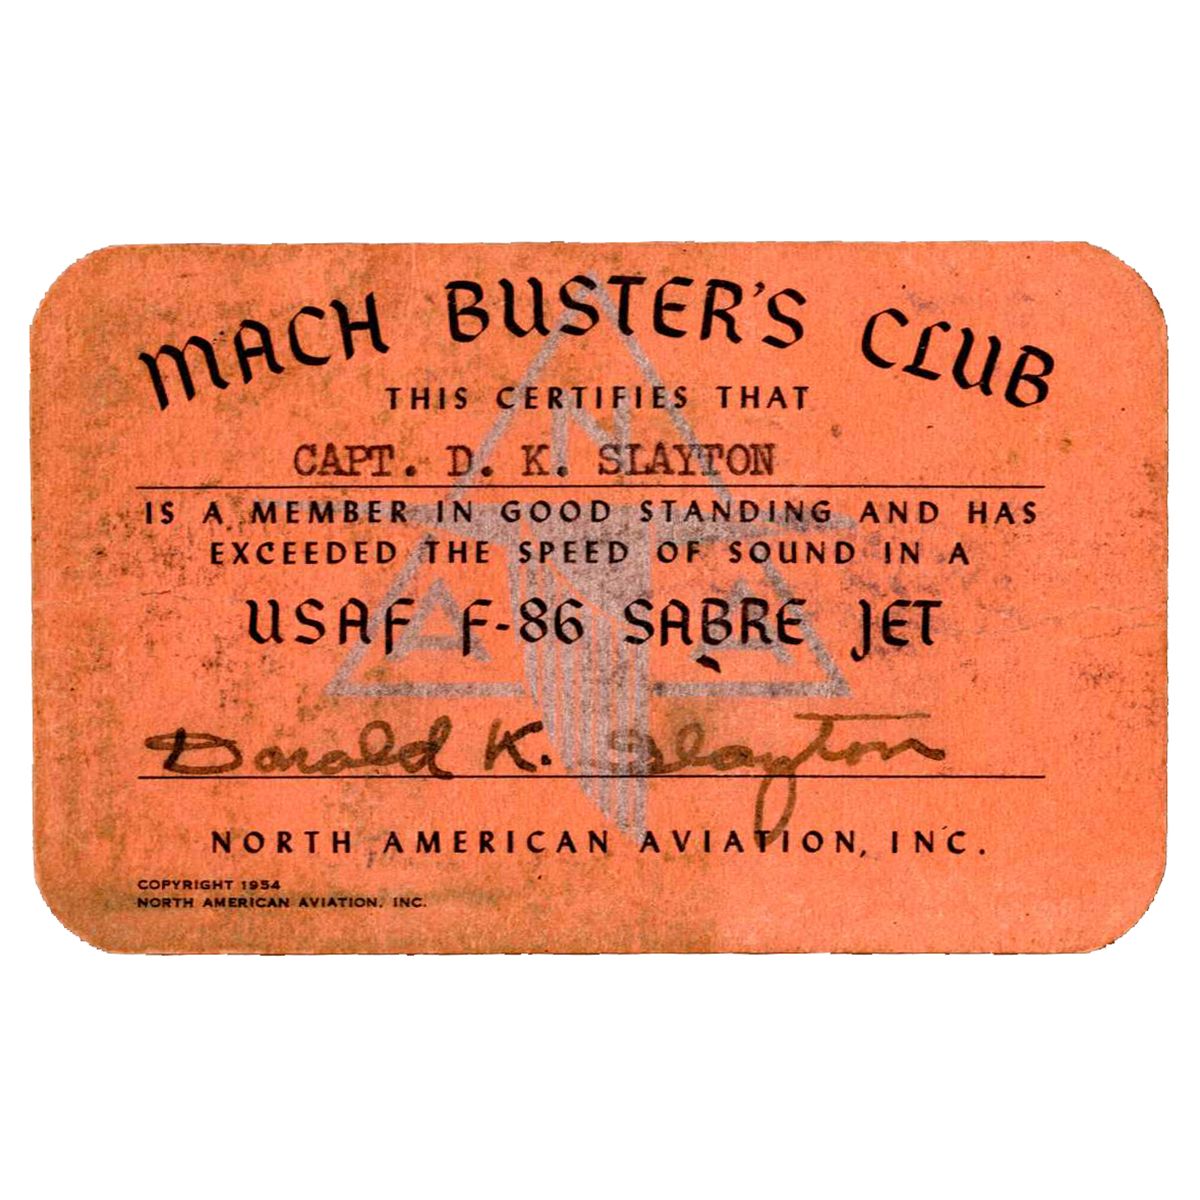 MACH BUSTER'S CLUB
THIS CERTIFIES THAT
CAPT. D. K. SLAYTON
IS A MEMBER IN GOOD STANDING AND HAS
EXCEEDED THE SPEED OF SOUND IN A
USAF F-86 SABRE JET
Donald K. Slayton
NORTH AMERICAN AVIATION, INC.
COPYRIGHT 1954
NORTH AMERICAN AVIATION, INC.
N
A A